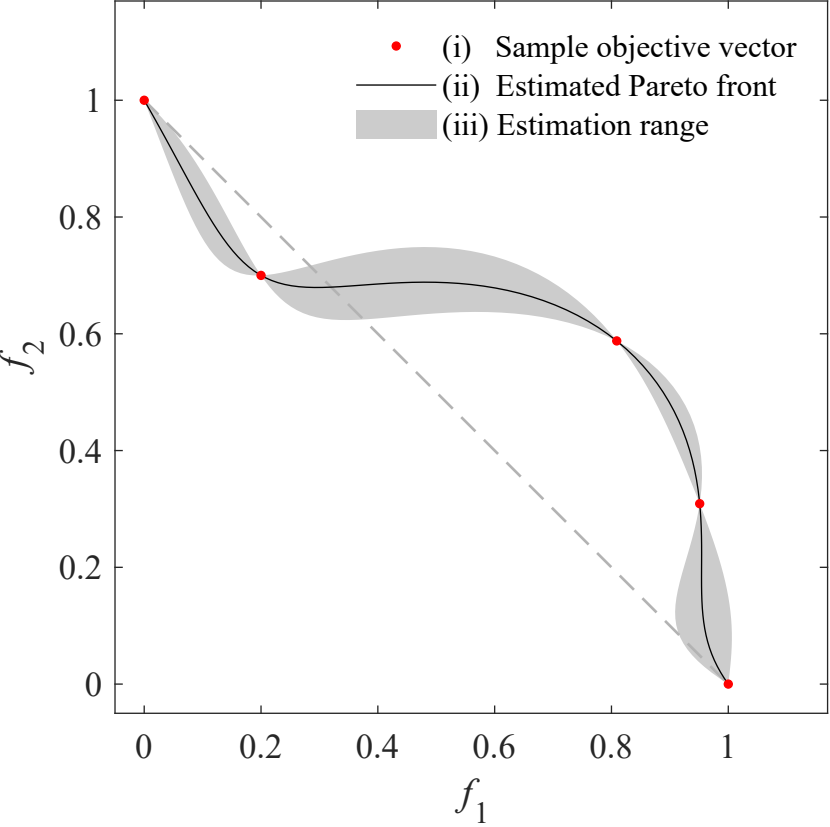 (i) Sample objective vector
(ii) Estimated Pareto front
(iii) Estimation range
1
0.8
0.6
0.4
0.2
0
f2
0 0.2 0.4 0.6 0.8 1
f1